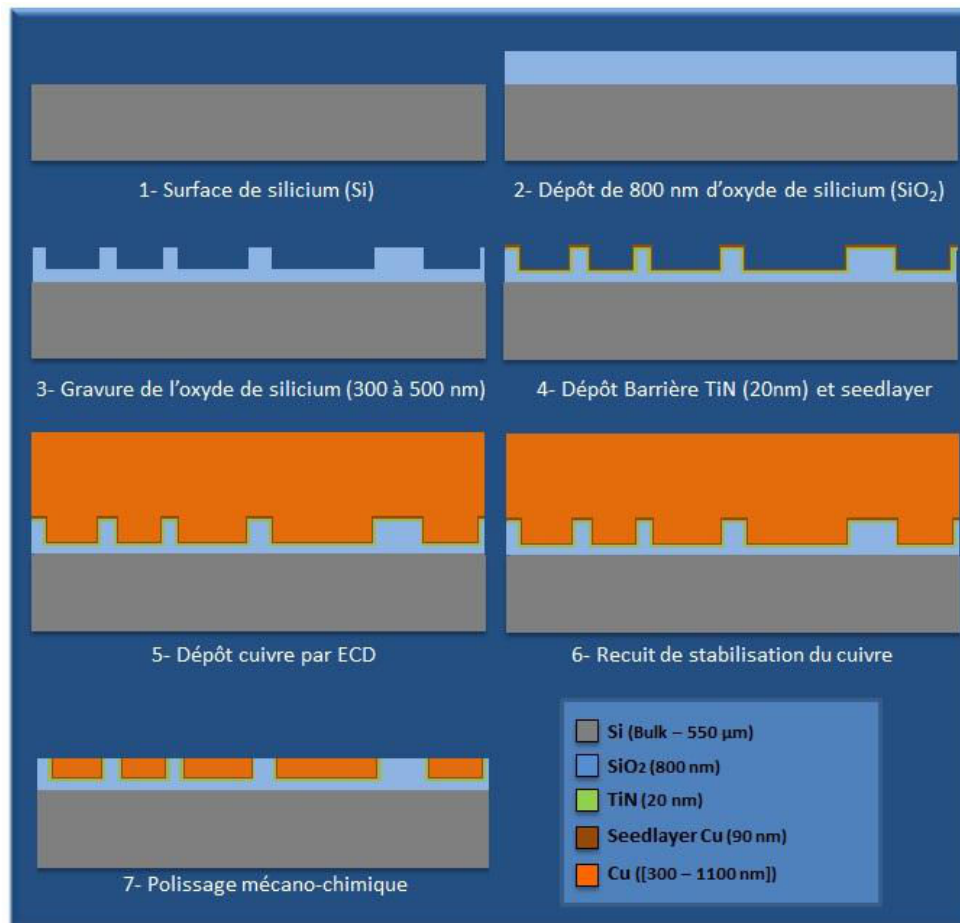 1- Surface de silicium (Si)
2- Dépôt de 800 nm d'oxyde de silicium (SiO₂)
3- Gravure de l'oxyde de silicium (300 à 500 nm)
4- Dépôt Barrière TiN (20nm) et seedlayer
5- Dépôt cuivre par ECD
6- Recuit de stabilisation du cuivre
7- Polissage mécano-chimique
Si (Bulk – 550 µm)
SiO₂ (800 nm)
TiN (20 nm)
Seedlayer Cu (90 nm)
Cu ([300 – 1100 nm])